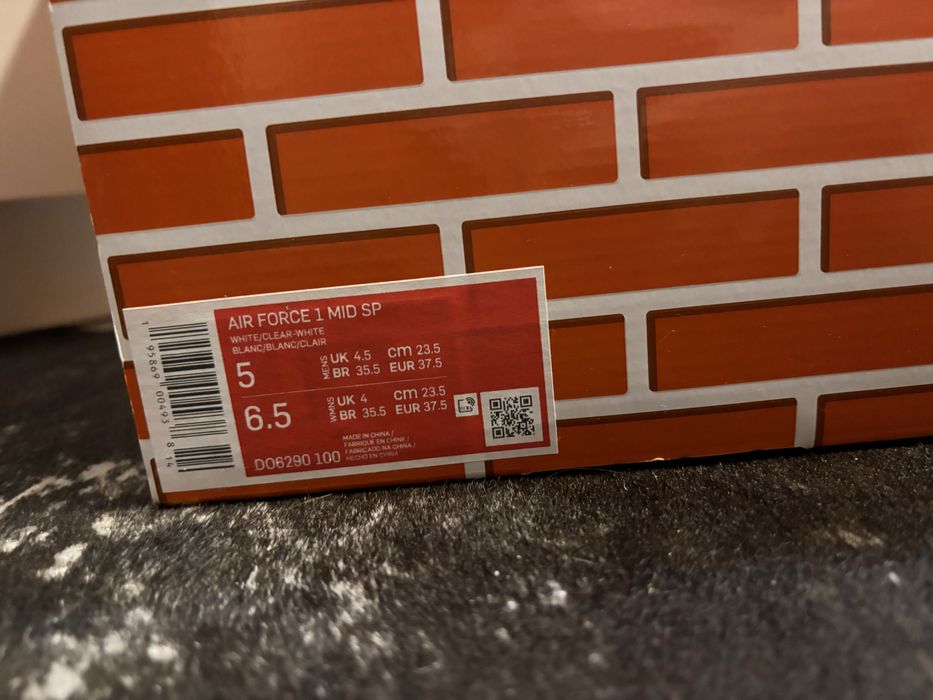 AIR FORCE 1 MID SP
WHITE/CLEAR-WHITE
BLANC/BLANC/CLAIR
5 MENS UK 4.5 cm 23.5
BR 35.5 EUR 37.5
6.5 WMNS UK 4 cm 23.5
BR 35.5 EUR 37.5
MADE IN CHINA /
FABRIQUÉ EN CHINE /
FABRICADO NA CHINA /
HECHO EN CHINA
DO6290 100
1 95869 00493 8 14